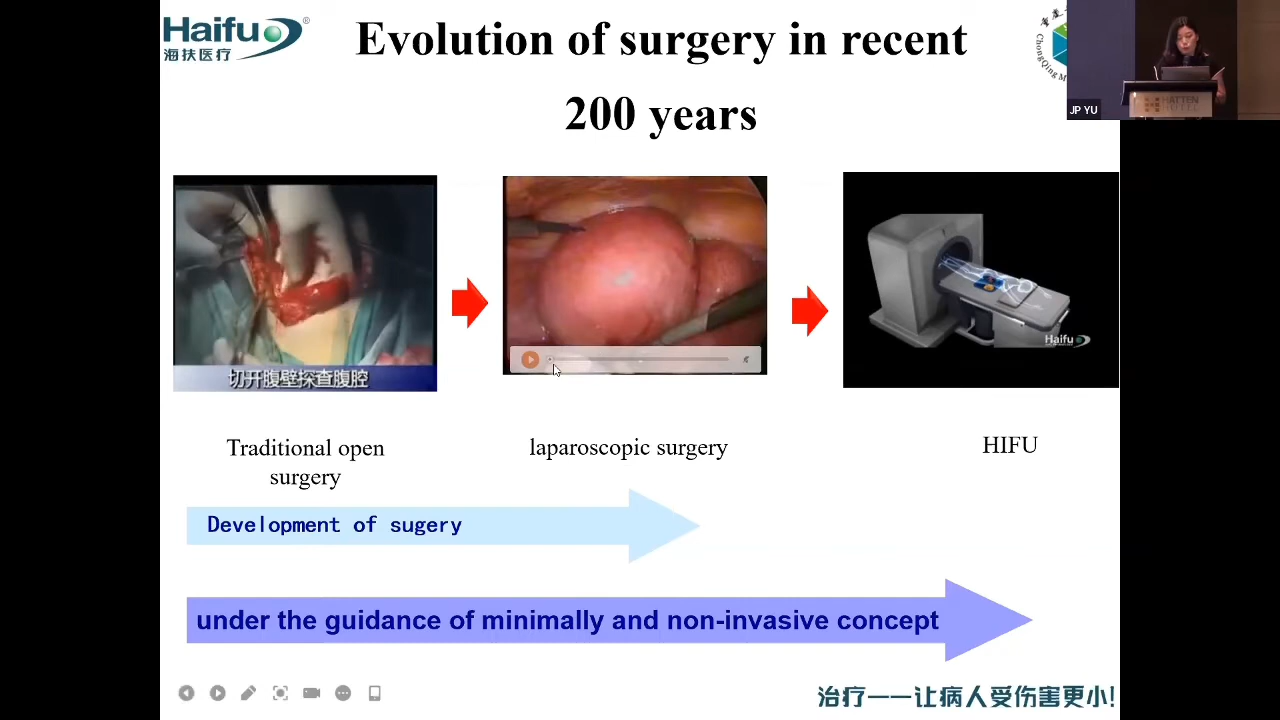 Haifu®
海扶医疗
Evolution of surgery in recent
200 years
JP YU
HATTEN
HOTEL
切开腹壁探查腹腔
Haifu
Traditional open
surgery
laparoscopic surgery
HIFU
Development of sugery
under the guidance of minimally and non-invasive concept
治疗——让病人受伤害更小!